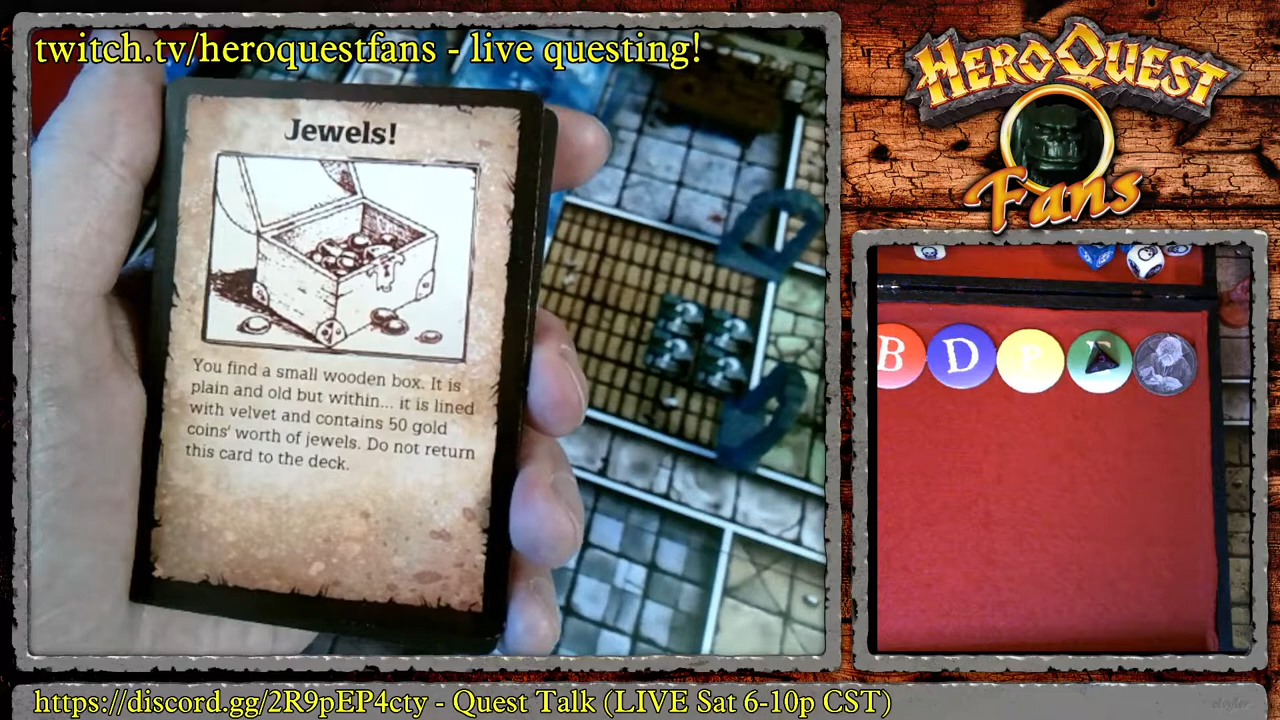 twitch.tv/heroquestfans - live questing!
HEROQUEST
Fans
Jewels!
You find a small wooden box. It is
plain and old but within... it is lined
with velvet and contains 50 gold
coins' worth of jewels. Do not return
this card to the deck.
B
D
P
https://discord.gg/2R9pEP4cty - Quest Talk (LIVE Sat 6-10p CST)